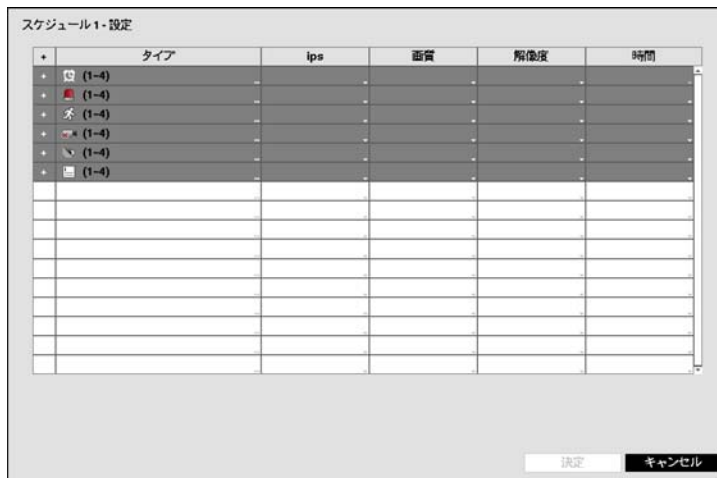 スケジュール 1 - 設定
+ タイプ ips 画質 解像度 時間
+ (1-4)
+ (1-4)
+ (1-4)
+ (1-4)
+ (1-4)
+ (1-4)
決定 キャンセル